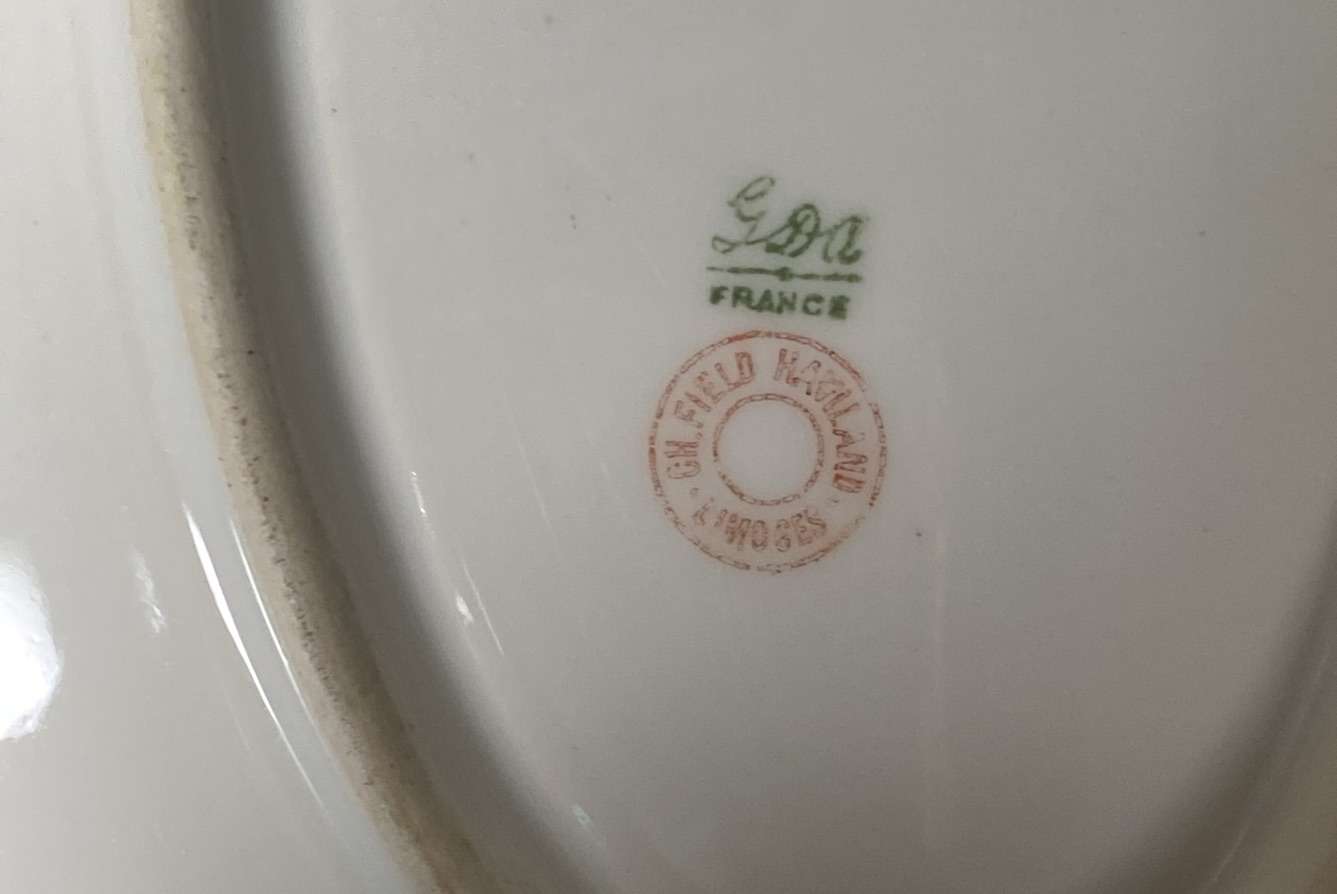 GDA
FRANCE
CH. FIELD HAVILAND
· LIMOGES ·